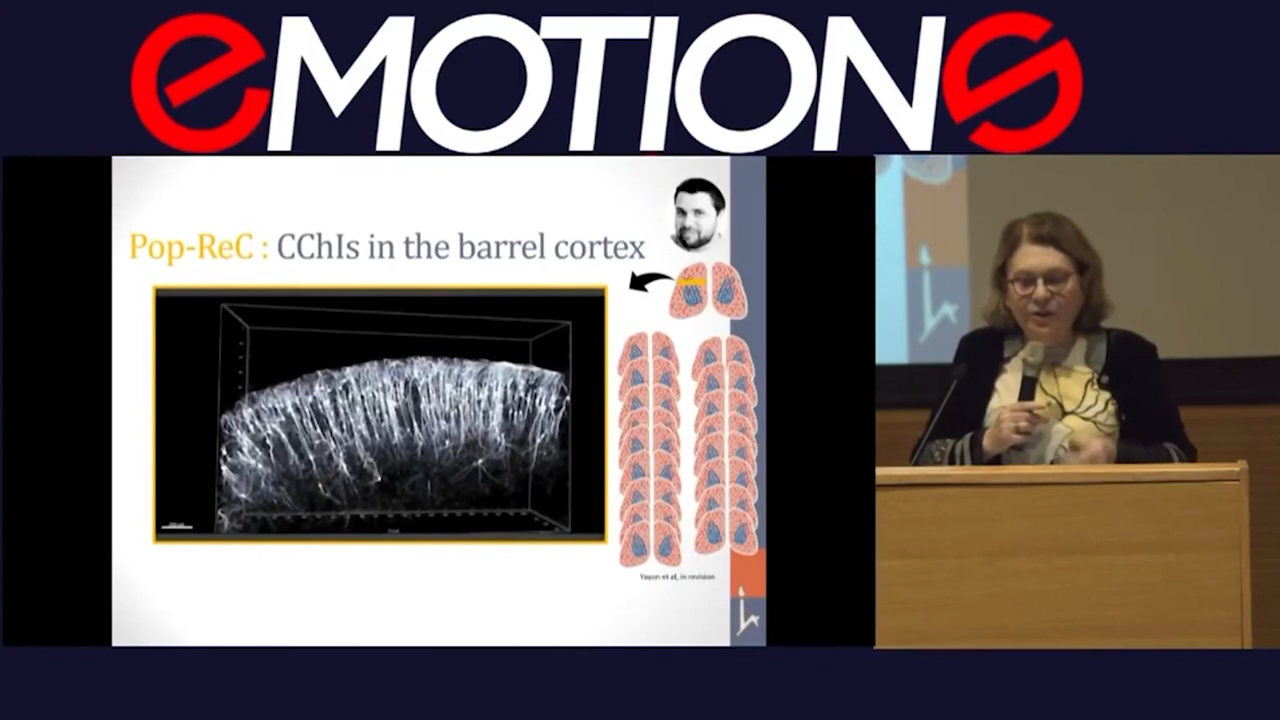 eMOTIONS
Pop-ReC : CChIs in the barrel cortex
Yayon et al, in revision